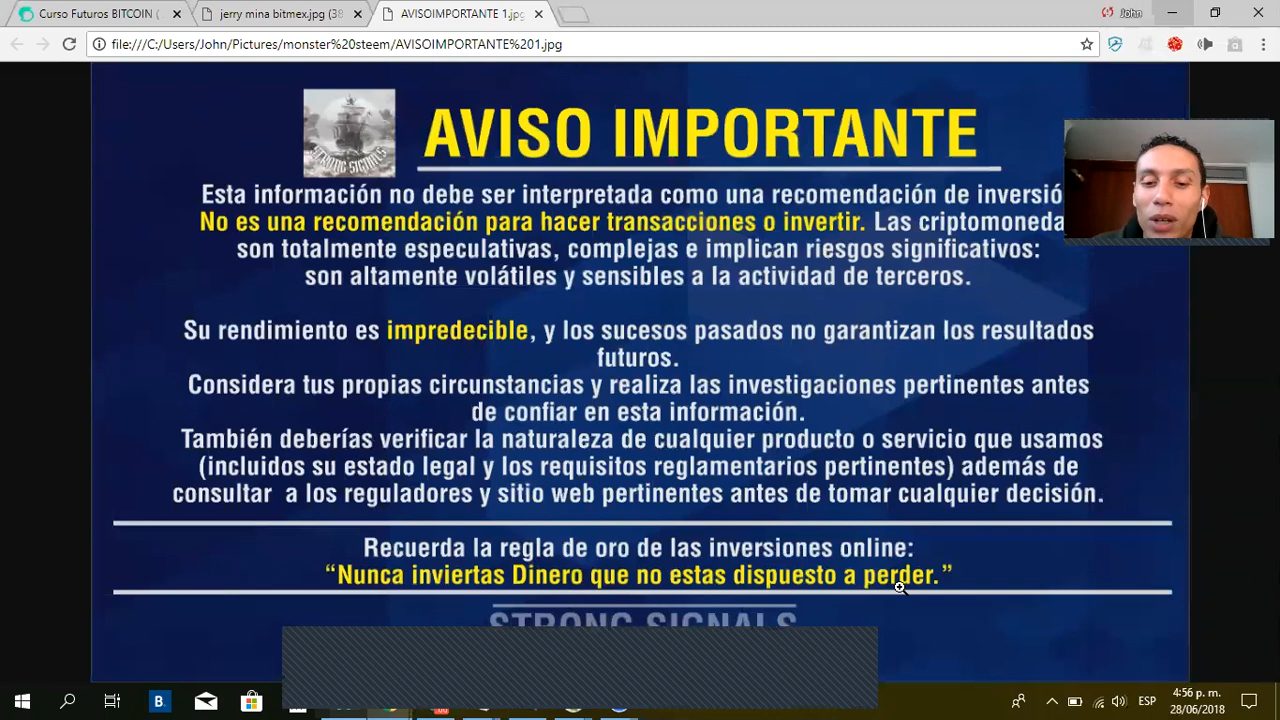 Curso Futuros BITCOIN (
jerry mina bitmex.jpg (38
AVISOIMPORTANTE 1.jpg
John
file:///C:/Users/John/Pictures/monster%20steem/AVISOIMPORTANTE%201.jpg
STRONG SIGNALS
AVISO IMPORTANTE
Esta información no debe ser interpretada como una recomendación de inversió
No es una recomendación para hacer transacciones o invertir. Las criptomoneda
son totalmente especulativas, complejas e implican riesgos significativos:
son altamente volátiles y sensibles a la actividad de terceros.
Su rendimiento es impredecible, y los sucesos pasados no garantizan los resultados
futuros.
Considera tus propias circunstancias y realiza las investigaciones pertinentes antes
de confiar en esta información.
También deberías verificar la naturaleza de cualquier producto o servicio que usamos
(incluidos su estado legal y los requisitos reglamentarios pertinentes) además de
consultar a los reguladores y sitio web pertinentes antes de tomar cualquier decisión.
Recuerda la regla de oro de las inversiones online:
“Nunca inviertas Dinero que no estas dispuesto a perder.”
STRONG SIGNALS
B.
ESP
4:56 p. m.
28/06/2018